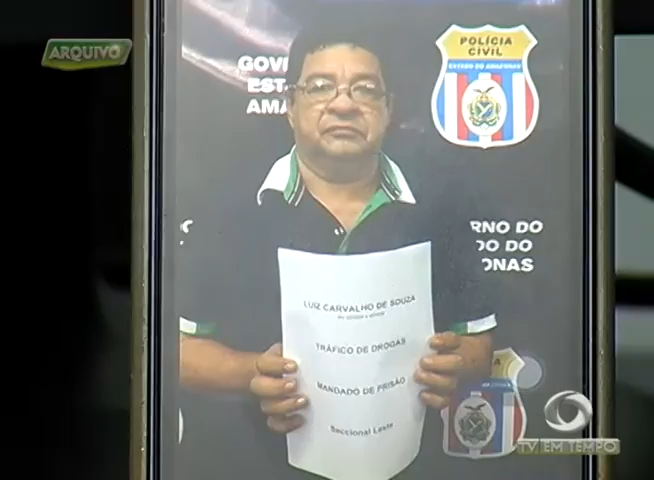 ARQUIVO
GOVE
ESTA
AMA
POLÍCIA
CIVIL
ESTADO DO AMAZONAS
RNO DO
DO DO
ONAS
LUIZ CARVALHO DE SOUZA
TRÁFICO DE DROGAS
MANDADO DE PRISÃO
Seccional Leste
TV EM TEMPO